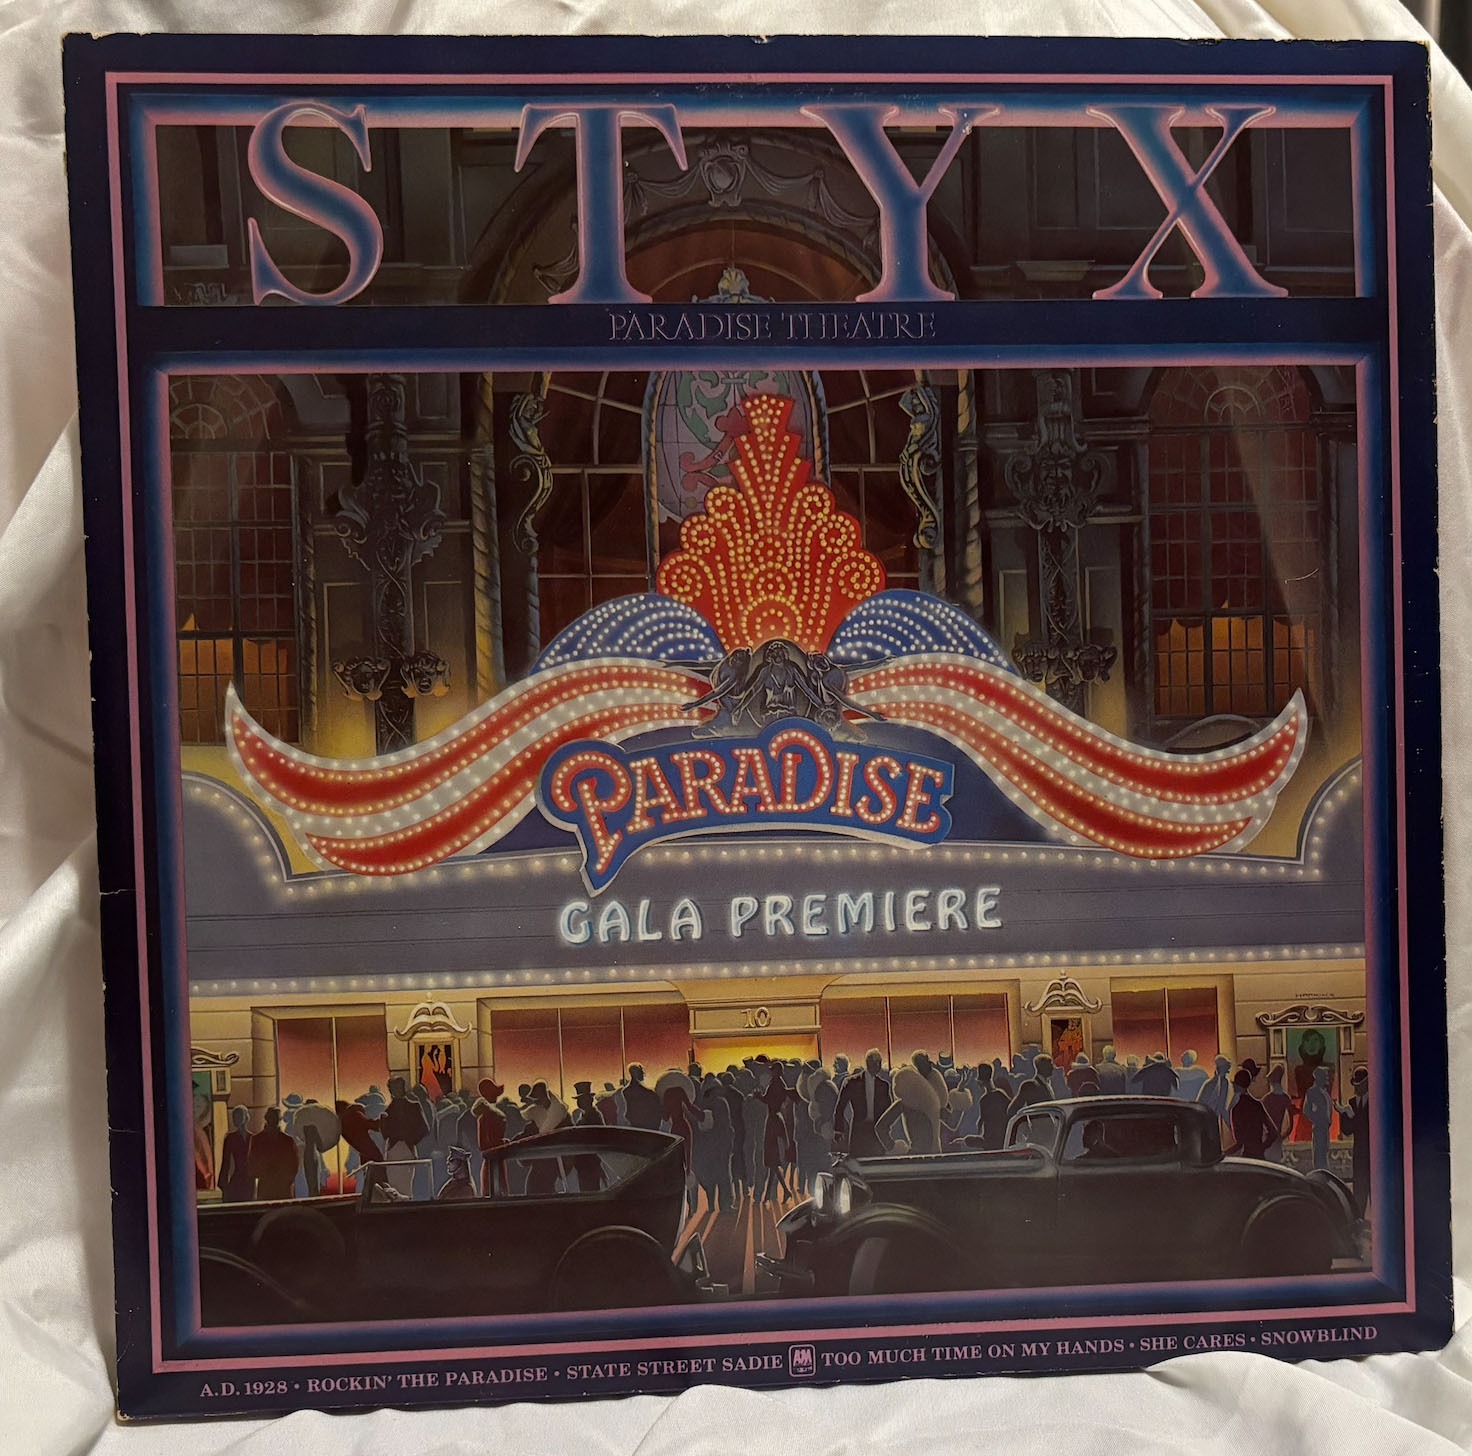 STYX
PARADISE THEATRE
PARADISE
GALA PREMIERE
10
A.D. 1928 • ROCKIN' THE PARADISE • STATE STREET SADIE A&M TOO MUCH TIME ON MY HANDS • SHE CARES • SNOWBLIND